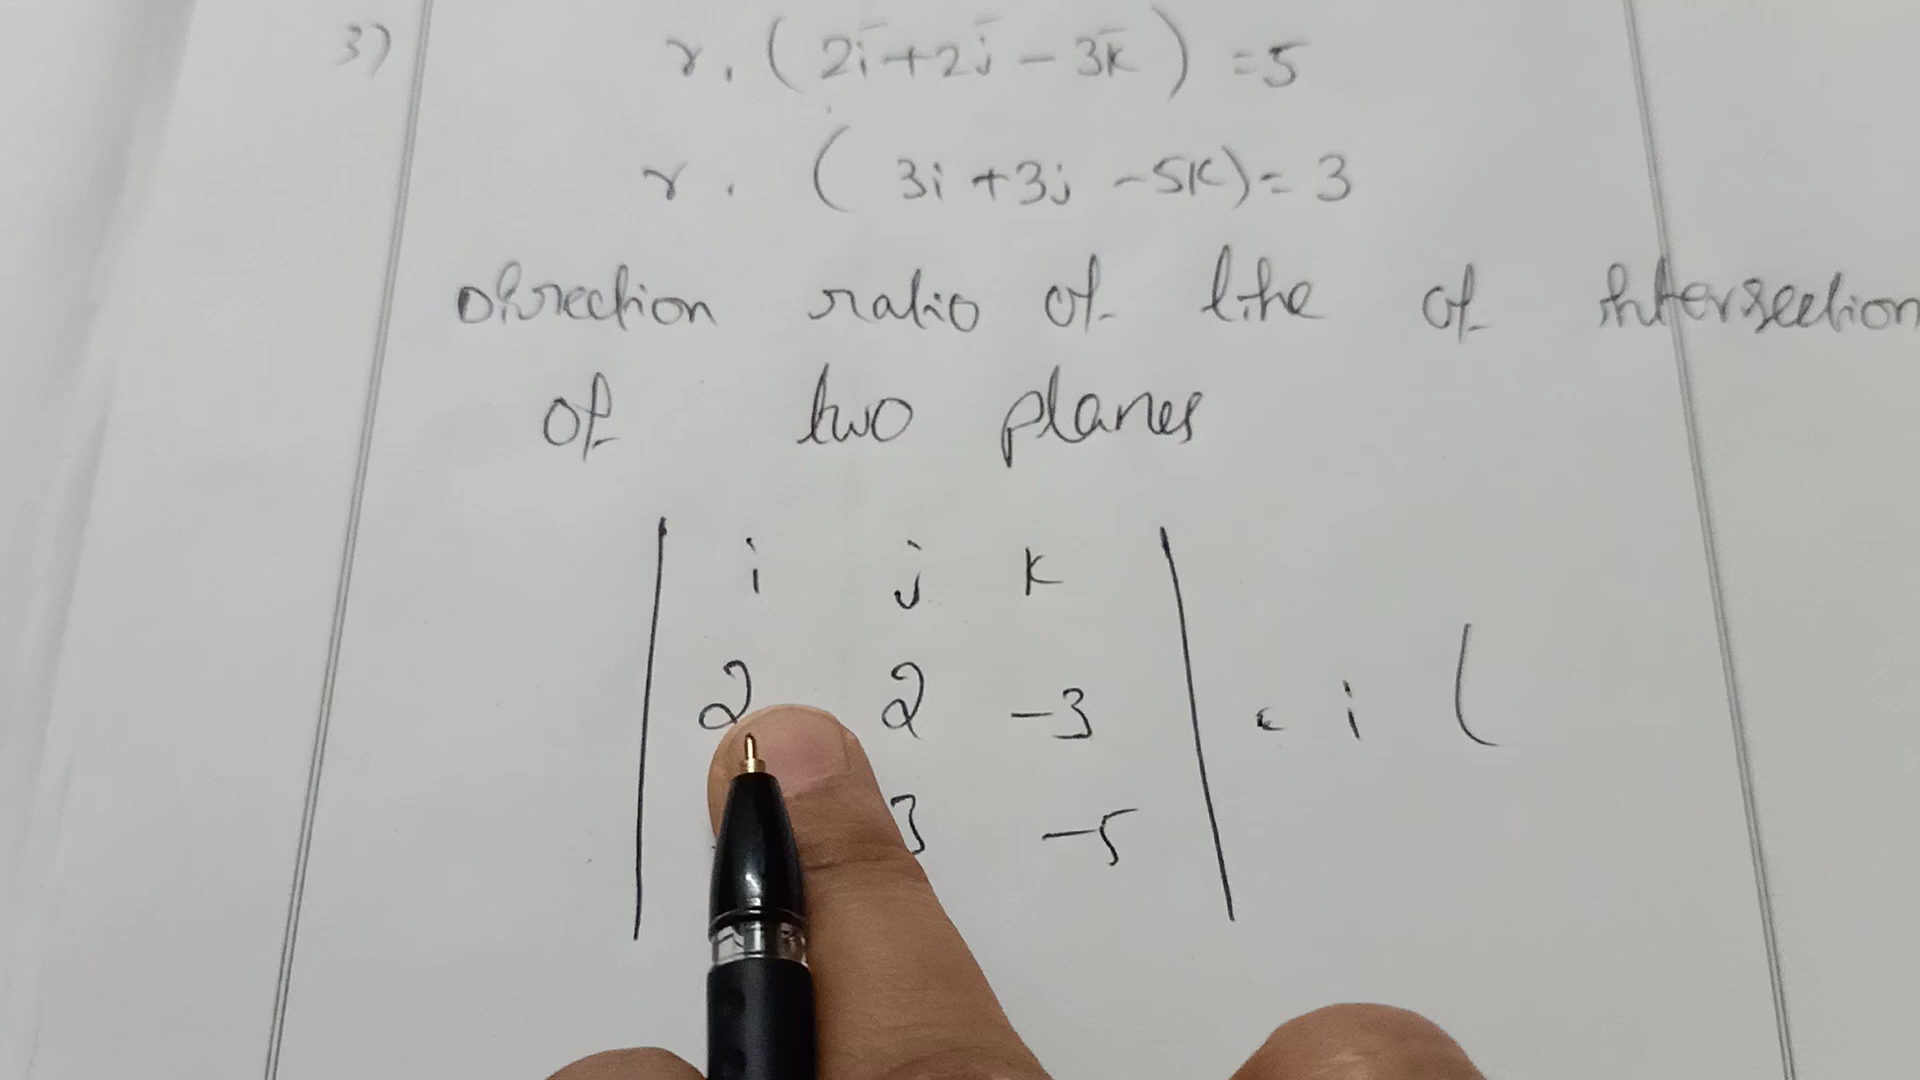 3) r. (2i̅+2j̅ - 3k̅) = 5
r. (3i +3j -5k) = 3
Direction ratio of line of intersection
of two planes
| i j k |
| 2 2 -3 | = i (
3 -5